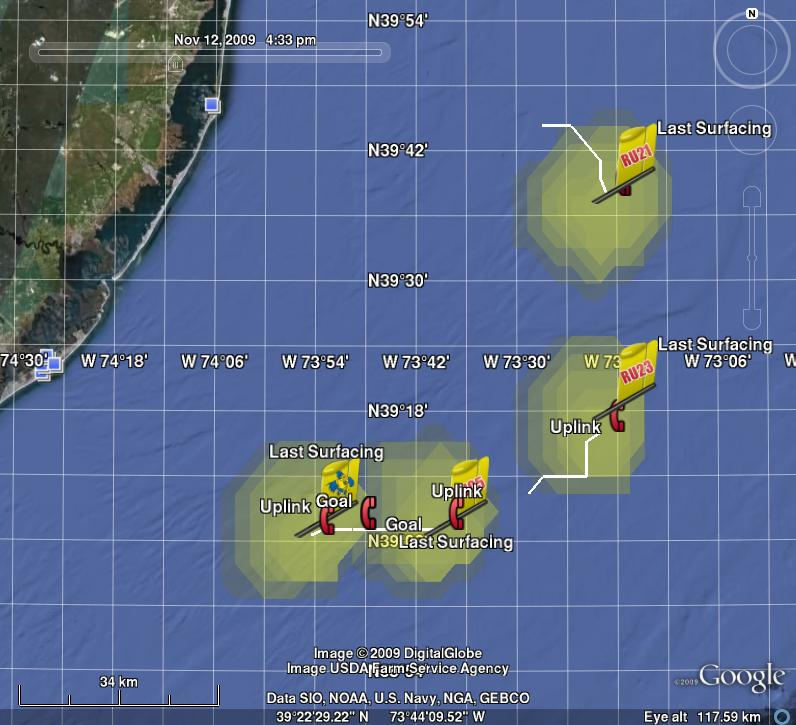 N39°54'
N
Nov 12, 2009 4:33 pm
Last Surfacing
N39°42'
RU21
N39°30'
Last Surfacing
74°30'
W 74°18'
W 74°06'
W 73°54'
W 73°42'
W 73°30'
W 73°
W 73°06'
W
RU23
N39°18'
Uplink
Last Surfacing
Uplink
Goal
Uplink
Goal
N39°
Last Surfacing
Image © 2009 DigitalGlobe
Image USDA Farm Service Agency
34 km
©2009 Google
Data SIO, NOAA, U.S. Navy, NGA, GEBCO
39°22'29.22" N 73°44'09.52" W
Eye alt 117.59 km